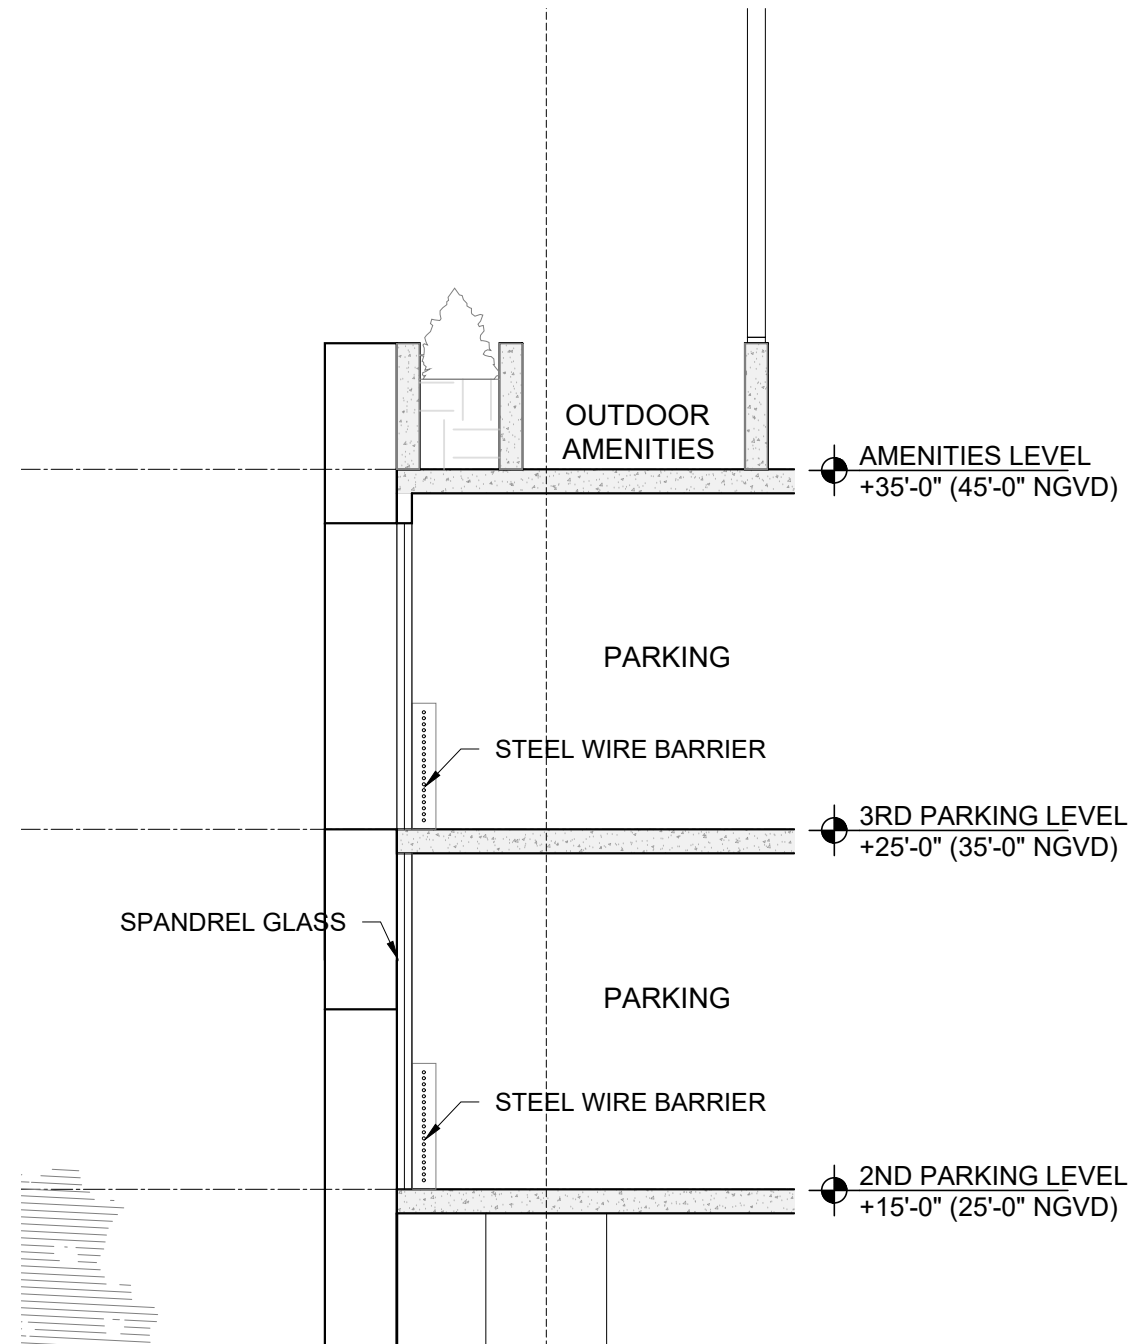 OUTDOOR
AMENITIES
AMENITIES LEVEL
+35'-0" (45'-0" NGVD)
PARKING
STEEL WIRE BARRIER
3RD PARKING LEVEL
+25'-0" (35'-0" NGVD)
SPANDREL GLASS
PARKING
STEEL WIRE BARRIER
2ND PARKING LEVEL
+15'-0" (25'-0" NGVD)